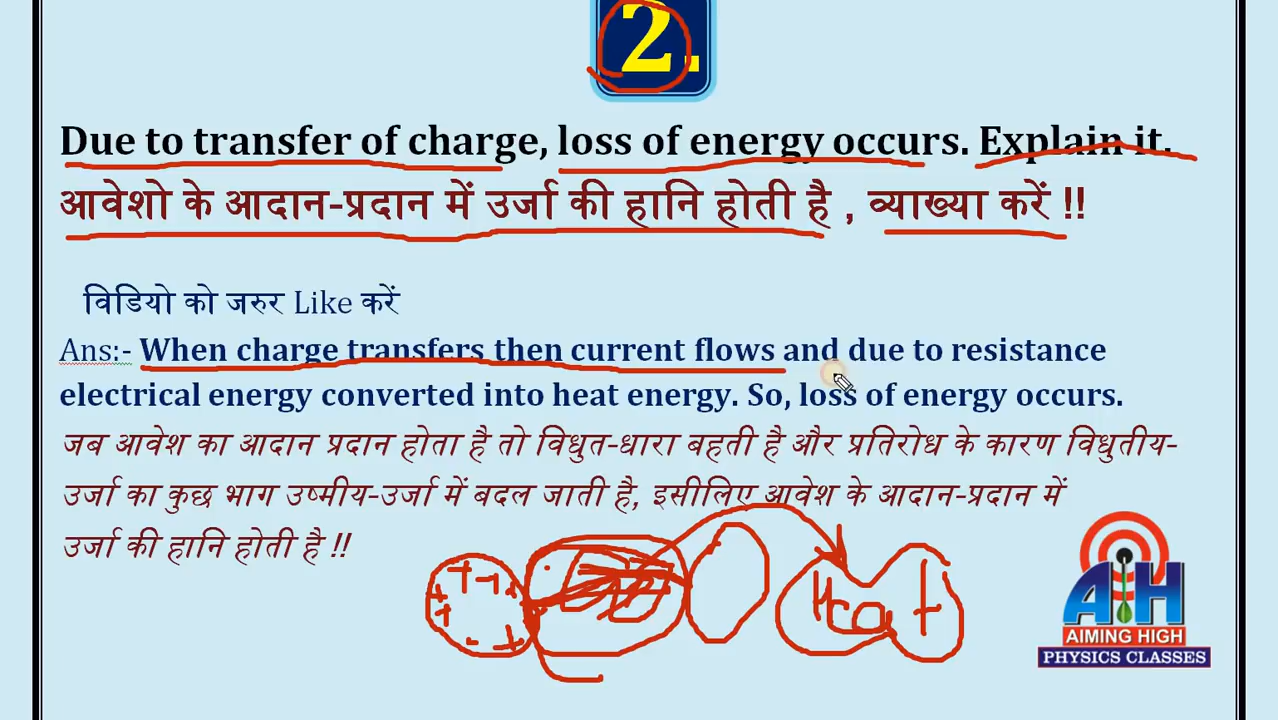 2.
Due to transfer of charge, loss of energy occurs. Explain it.
आवेशो के आदान-प्रदान में उर्जा की हानि होती है , व्याख्या करें !!
विडियो को जरुर Like करें
Ans:- When charge transfers then current flows and due to resistance
electrical energy converted into heat energy. So, loss of energy occurs.
जब आवेश का आदान प्रदान होता है तो विधुत-धारा बहती है और प्रतिरोध के कारण विधुतीय-
उर्जा का कुछ भाग उष्मीय-उर्जा में बदल जाती है, इसीलिए आवेश के आदान-प्रदान में
उर्जा की हानि होती है !!
Heat
AH
AIMING HIGH
PHYSICS CLASSES